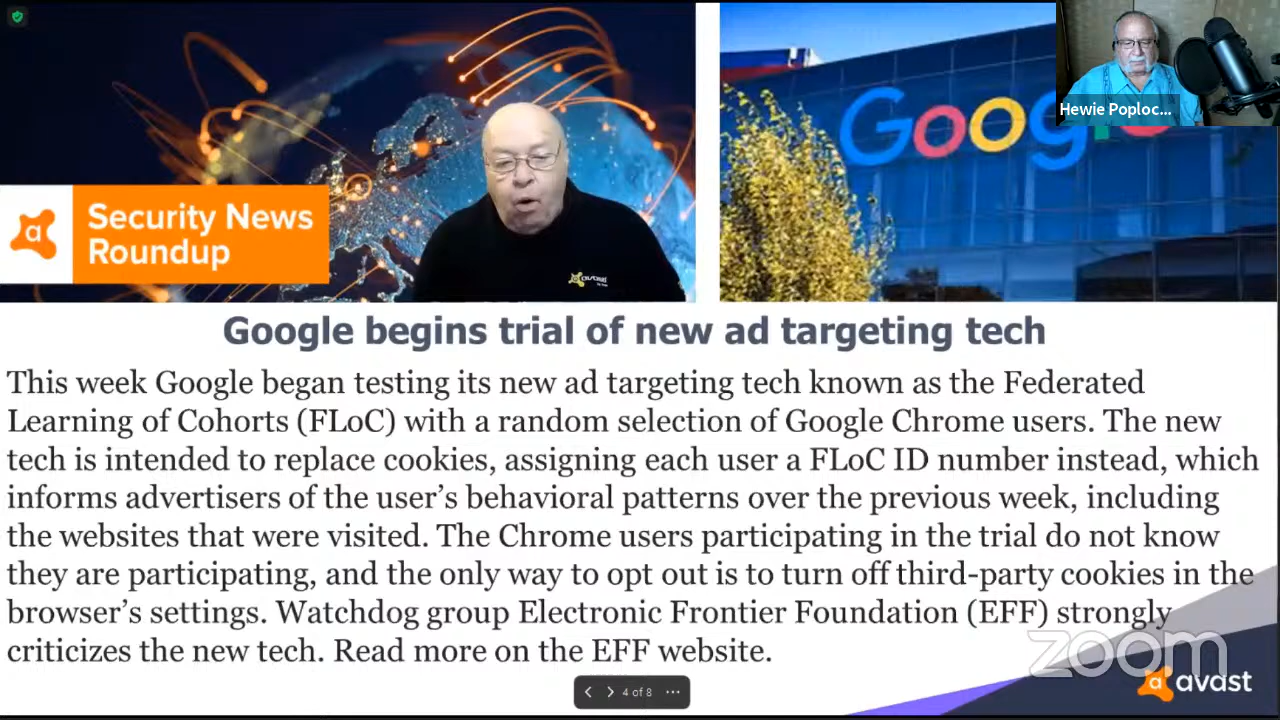 Security News
Roundup
a
avast
Google
Hewie Poploc...
Google begins trial of new ad targeting tech
This week Google began testing its new ad targeting tech known as the Federated
Learning of Cohorts (FLoC) with a random selection of Google Chrome users. The new
tech is intended to replace cookies, assigning each user a FLoC ID number instead, which
informs advertisers of the user’s behavioral patterns over the previous week, including
the websites that were visited. The Chrome users participating in the trial do not know
they are participating, and the only way to opt out is to turn off third-party cookies in the
browser’s settings. Watchdog group Electronic Frontier Foundation (EFF) strongly
criticizes the new tech. Read more on the EFF website.
zoom
4 of 8
a avast